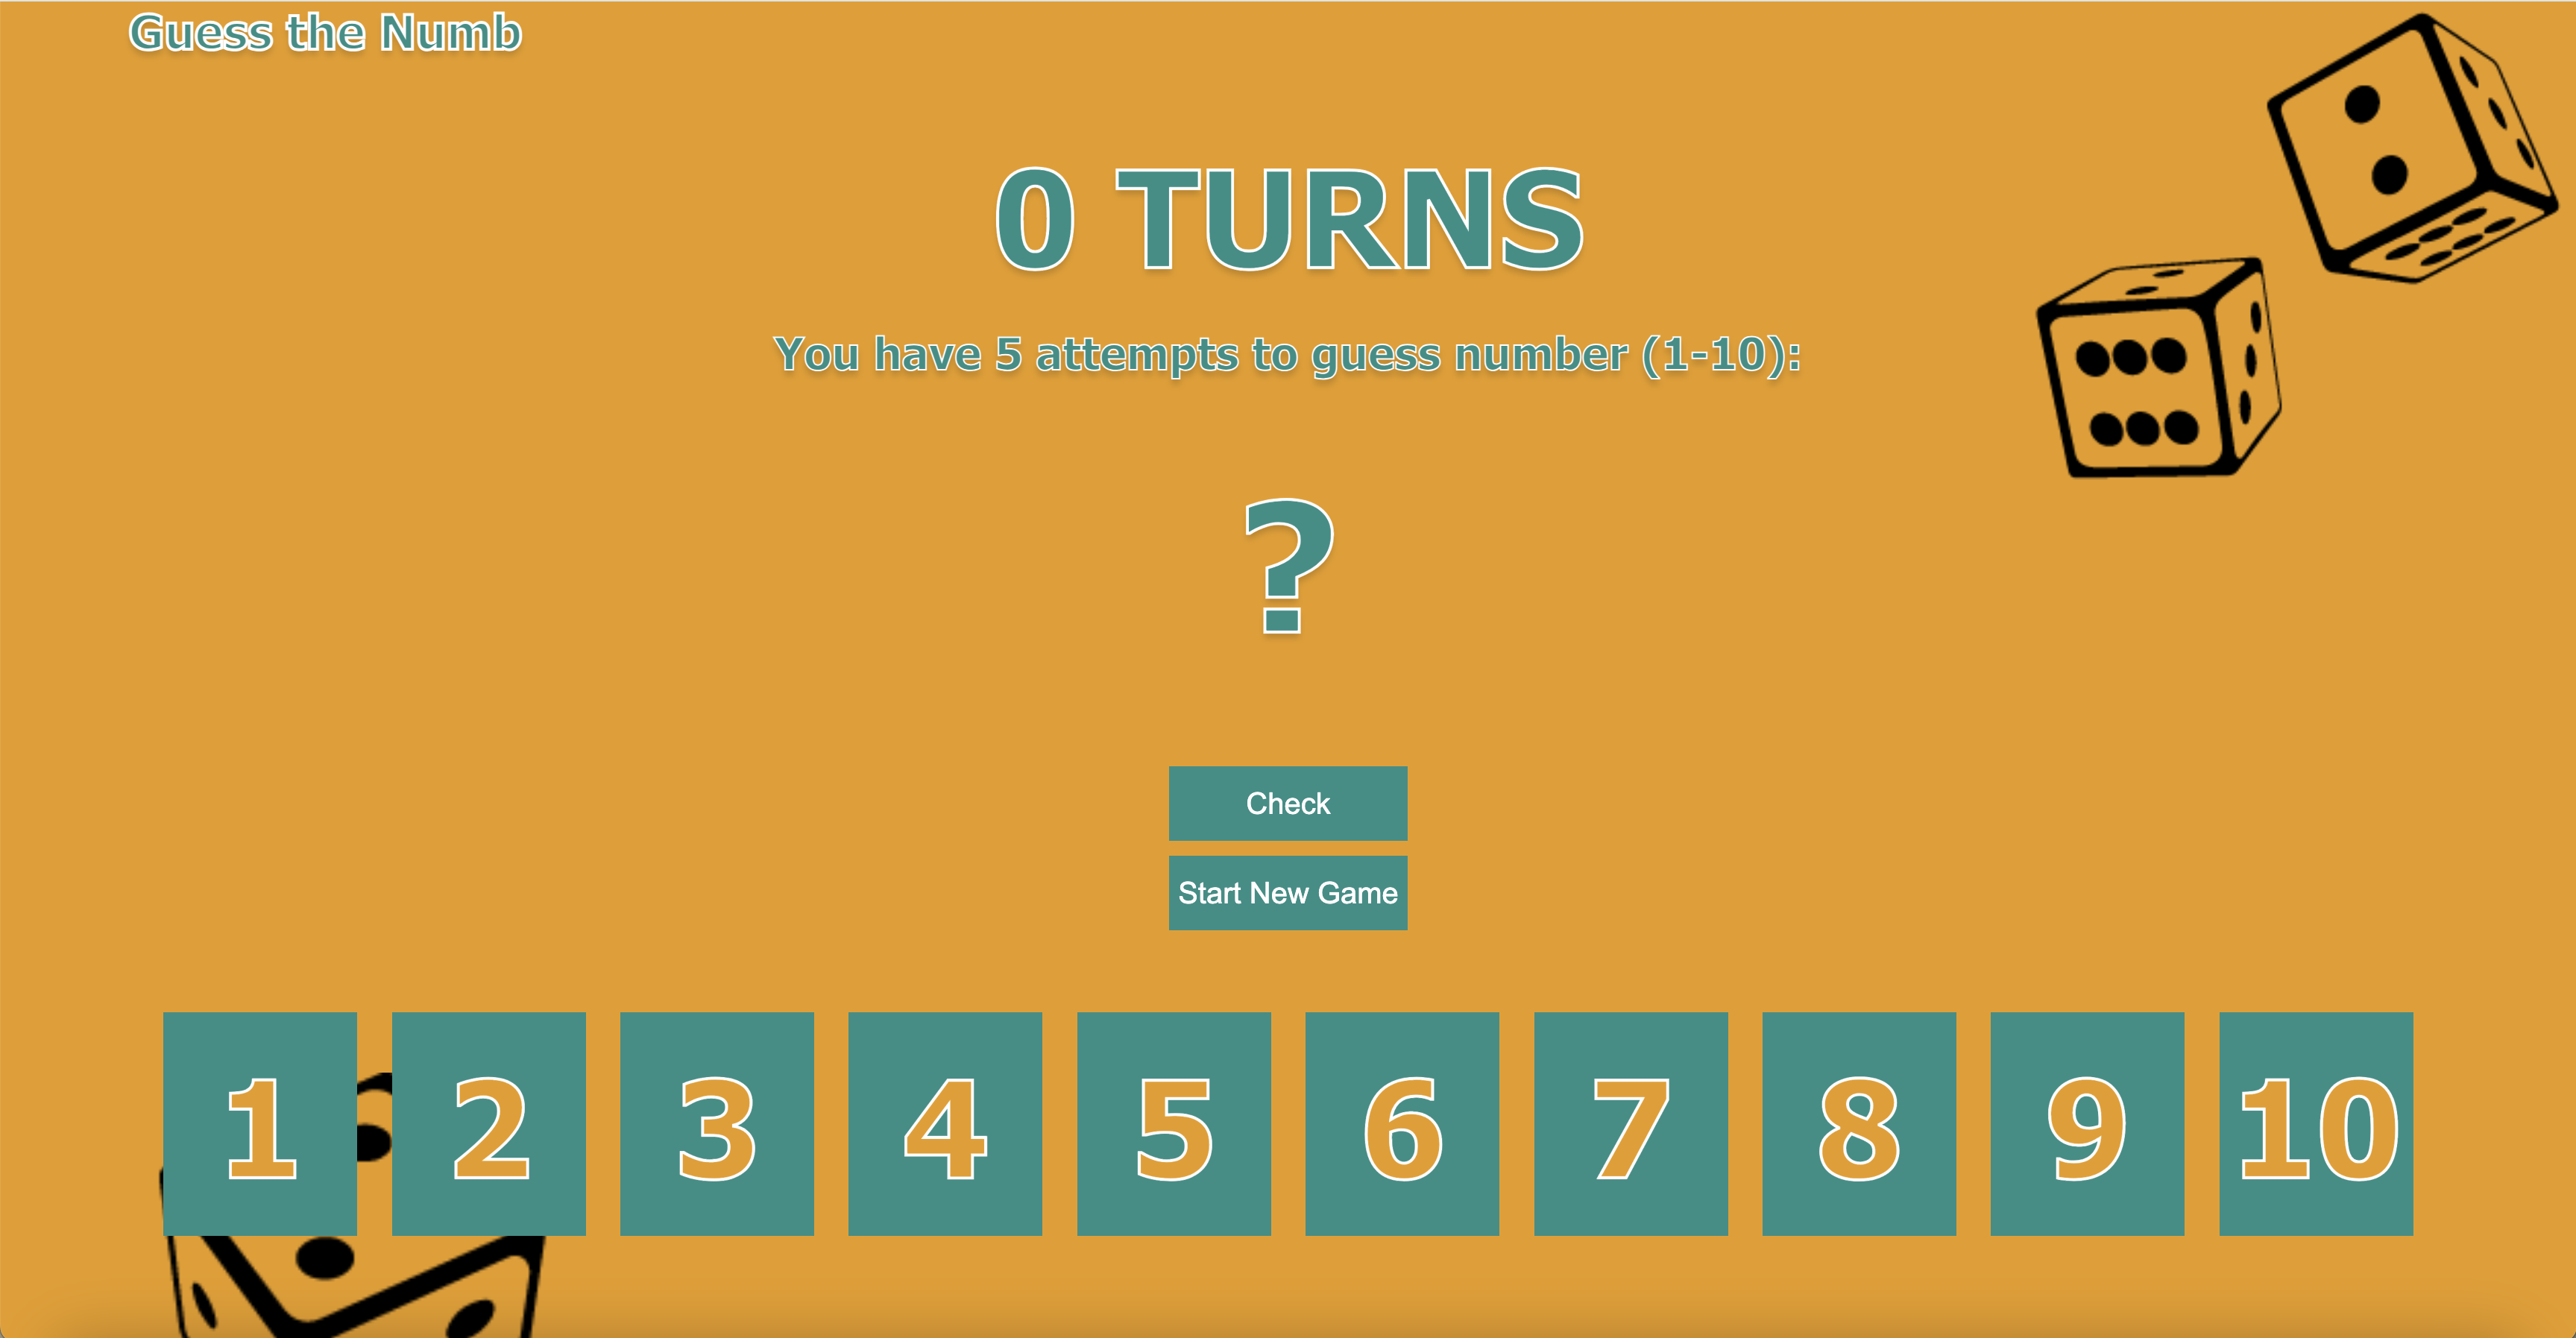 Guess the Numb
0 TURNS
You have 5 attempts to guess number (1-10):
?
Check
Start New Game
1 2 3 4 5 6 7 8 9 10